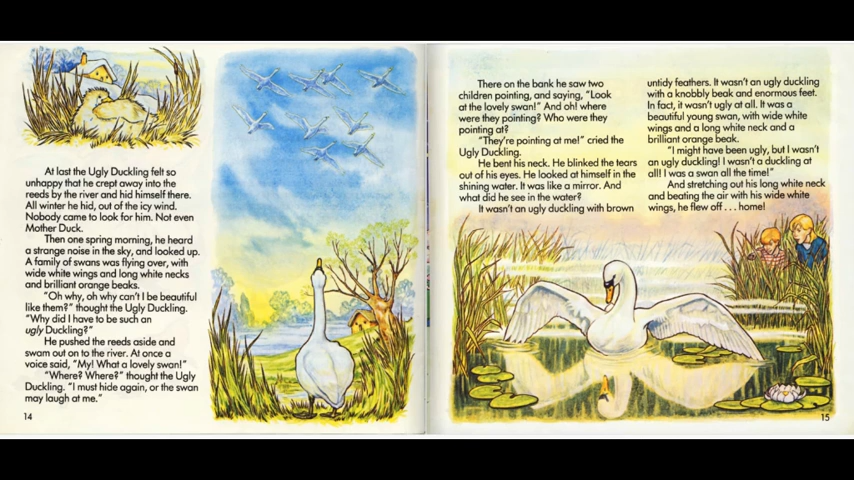 At last the Ugly Duckling felt so
unhappy that he crept away into the
reeds by the river and hid himself there.
All winter he hid, out of the icy wind.
Nobody came to look for him. Not even
Mother Duck.
Then one spring morning, he heard
a strange noise in the sky, and looked up.
A family of swans was flying over, with
wide white wings and long white necks
and brilliant orange beaks.
"Oh why, oh why can't I be beautiful
like them?" thought the Ugly Duckling.
"Why did I have to be such an
ugly Duckling?"
He pushed the reeds aside and
swam out on to the river. At once a
voice said, "My! What a lovely swan!"
"Where? Where?" thought the Ugly
Duckling. "I must hide again, or the swan
may laugh at me."
14
There on the bank he saw two
children pointing, and saying, "Look
at the lovely swan!" And oh! where
were they pointing? Who were they
pointing at?
"They're pointing at me!" cried the
Ugly Duckling.
He bent his neck. He blinked the tears
out of his eyes. He looked at himself in the
shining water. It was like a mirror. And
what did he see in the water?
It wasn't an ugly duckling with brown
untidy feathers. It wasn't an ugly duckling
with a knobbly beak and enormous feet.
In fact, it wasn't ugly at all. It was a
beautiful young swan, with wide white
wings and a long white neck and a
brilliant orange beak.
"I might have been ugly, but I wasn't
an ugly duckling! I wasn't a duckling at
all! I was a swan all the time!"
And stretching out his long white neck
and beating the air with his wide white
wings, he flew off . . . home!
15